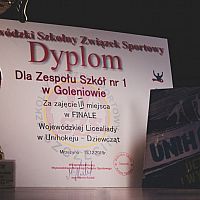 wódzki Szkolny Związek Sportowy
Dyplom
Dla Zespołu Szkół nr 1
w Goleniowie
Za zajęcie miejsca
w FINALE
Wojewódzkiej Licealiady
w Unihokeju - Dziewcząt
UNIH